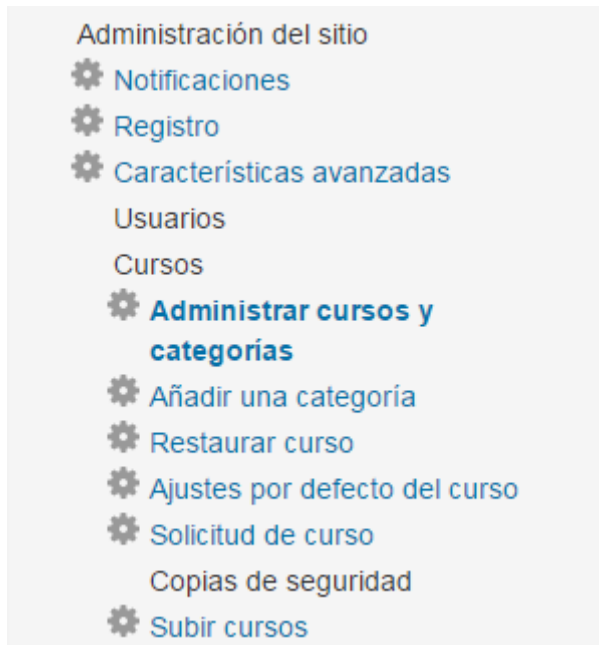 Administración del sitio
Notificaciones
Registro
Características avanzadas
Usuarios
Cursos
Administrar cursos y
categorías
Añadir una categoría
Restaurar curso
Ajustes por defecto del curso
Solicitud de curso
Copias de seguridad
Subir cursos